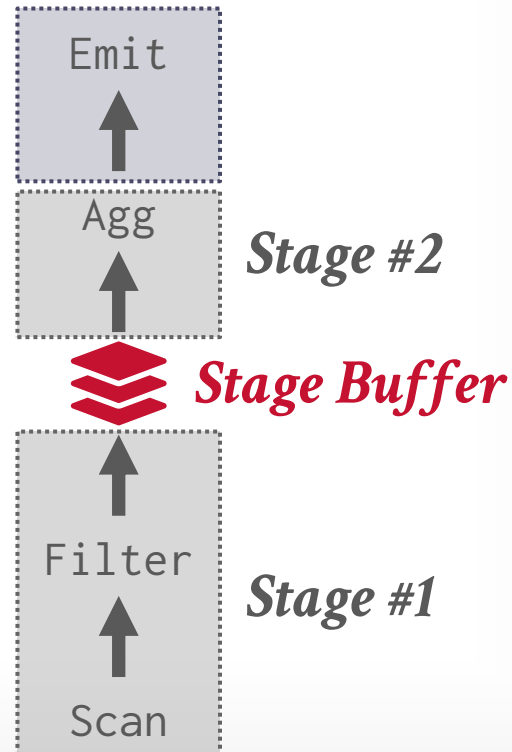 Emit
Agg
Stage #2
Stage Buffer
Filter
Stage #1
Scan